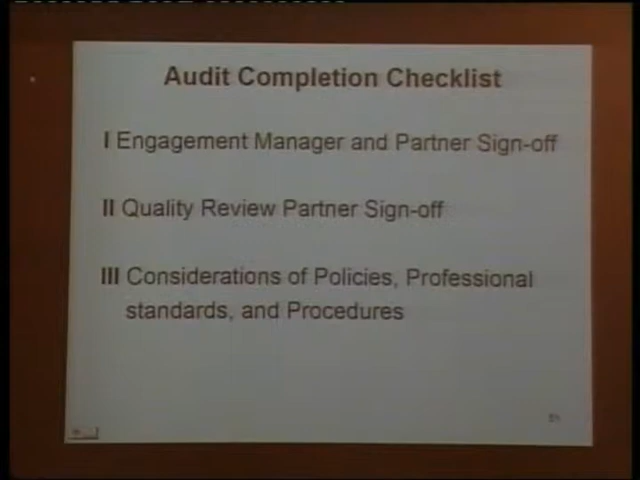 Audit Completion Checklist
I Engagement Manager and Partner Sign-off
II Quality Review Partner Sign-off
III Considerations of Policies, Professional
standards, and Procedures